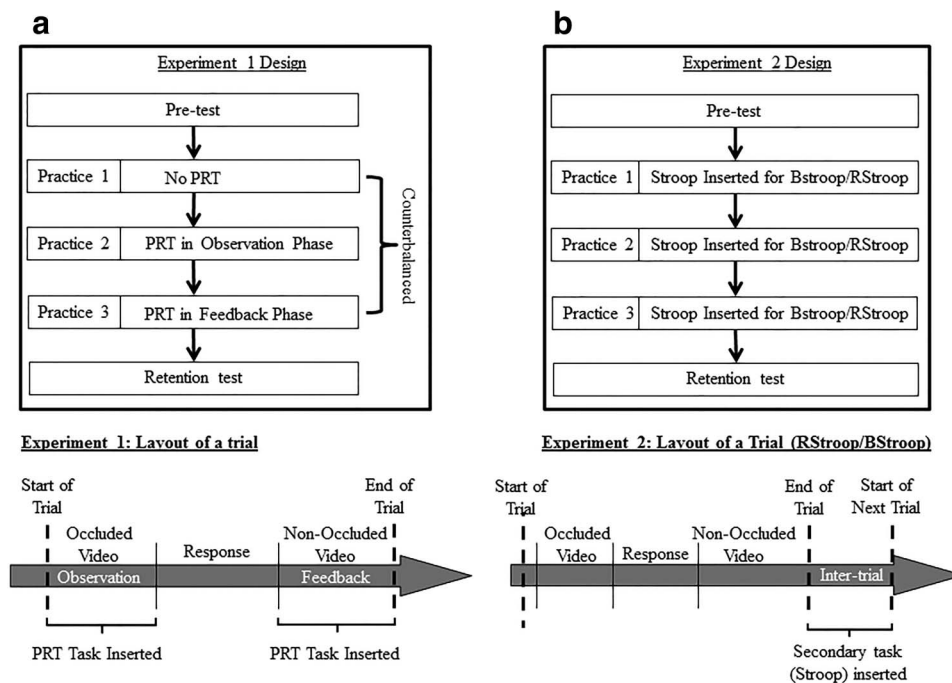 a
Experiment 1 Design
Pre-test
Practice 1
No PRT
Practice 2
PRT in Observation Phase
Practice 3
PRT in Feedback Phase
Counterbalanced
Retention test
b
Experiment 2 Design
Pre-test
Practice 1
Stroop Inserted for Bstroop/RStroop
Practice 2
Stroop Inserted for Bstroop/RStroop
Practice 3
Stroop Inserted for Bstroop/RStroop
Retention test
Experiment 1: Layout of a trial
Start of
Trial
Occluded
Video
Observation
Response
Non-Occluded
Video
Feedback
End of
Trial
PRT Task Inserted
PRT Task Inserted
Experiment 2: Layout of a Trial (RStroop/BStroop)
Start of
Trial
Occluded
Video
Response
Non-Occluded
Video
End of
Trial
Start of
Next Trial
Inter-trial
Secondary task
(Stroop) inserted